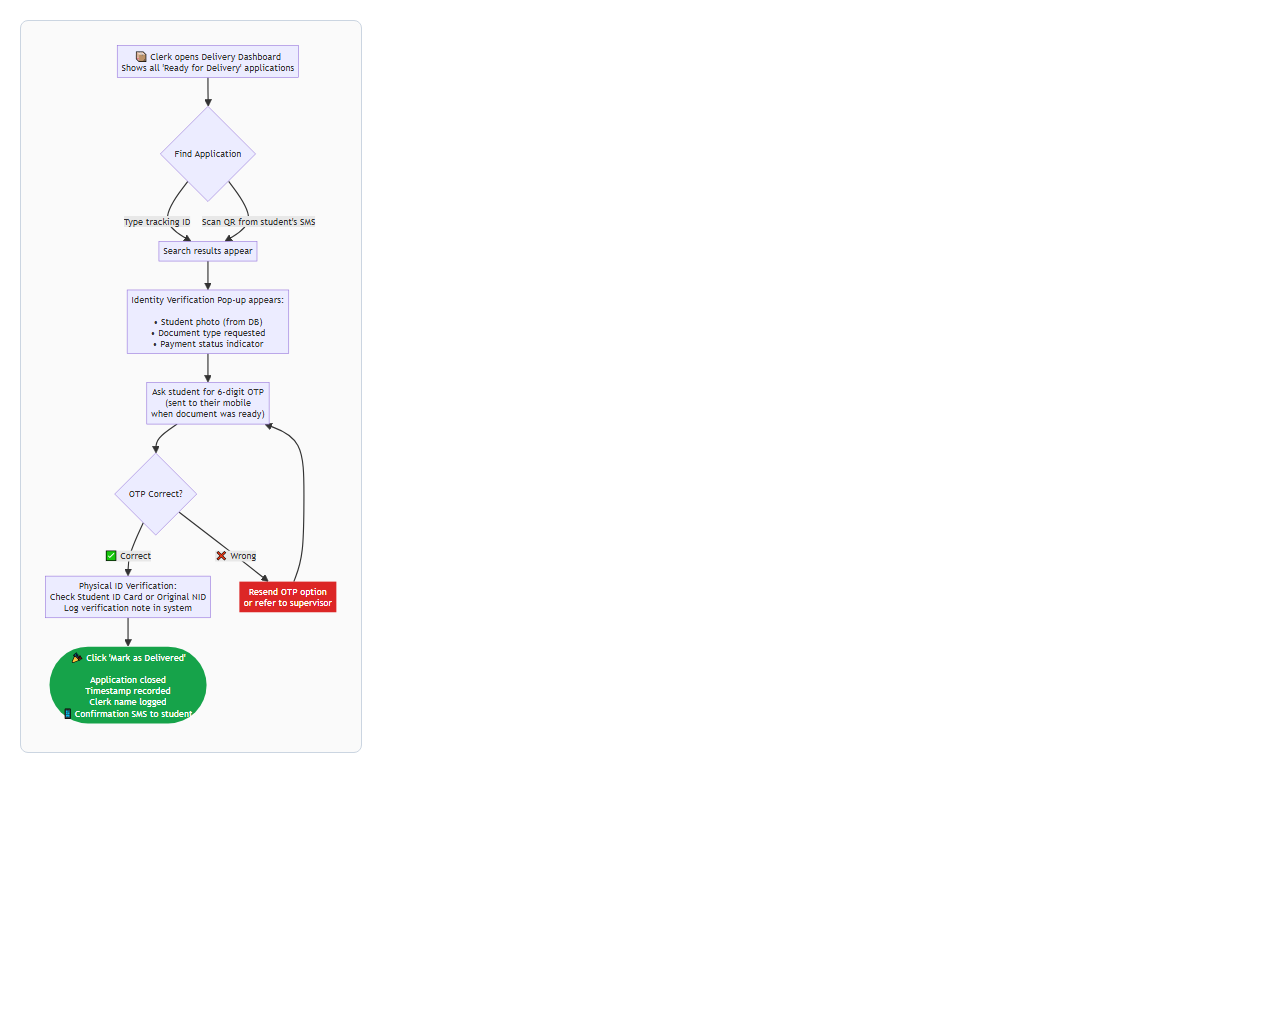 📦 Clerk opens Delivery Dashboard
Shows all 'Ready for Delivery' applications
Find Application
Type tracking ID
Scan QR from student's SMS
Search results appear
Identity Verification Pop-up appears:
• Student photo (from DB)
• Document type requested
• Payment status indicator
Ask student for 6-digit OTP
(sent to their mobile
when document was ready)
OTP Correct?
✅ Correct
❌ Wrong
Physical ID Verification:
Check Student ID Card or Original NID
Log verification note in system
Resend OTP option
or refer to supervisor
🎉 Click 'Mark as Delivered'
Application closed
Timestamp recorded
Clerk name logged
📱 Confirmation SMS to student